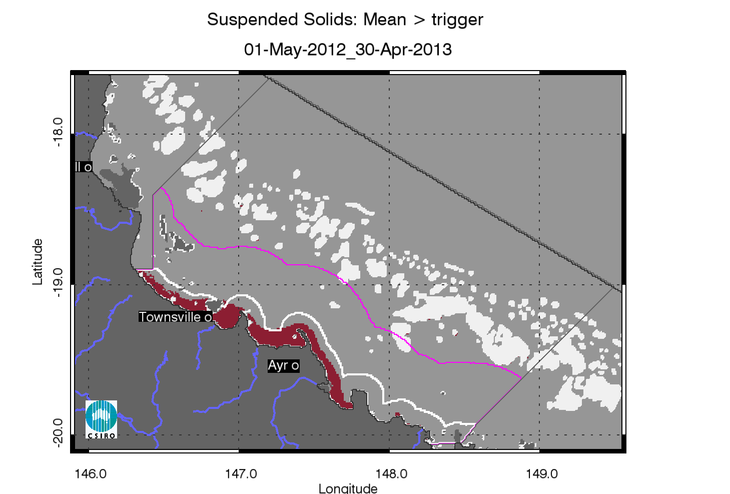 Suspended Solids: Mean > trigger
01-May-2012_30-Apr-2013
-18.0
ll o
Latitude
-19.0
Townsville o
Ayr o
CSIRO
-20.0
146.0 147.0 148.0 149.0
Longitude